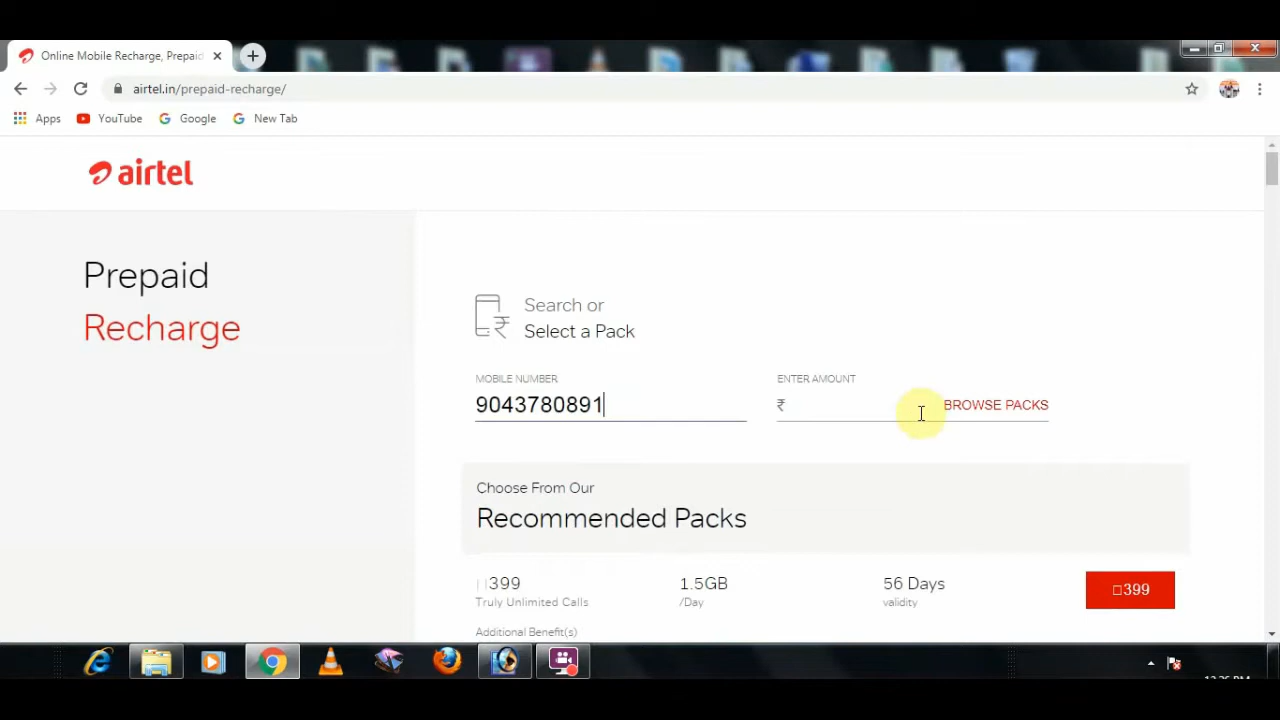 Online Mobile Recharge, Prepaid
airtel.in/prepaid-recharge/
Apps YouTube Google New Tab
airtel
Prepaid
Recharge
Search or
Select a Pack
MOBILE NUMBER
9043780891
ENTER AMOUNT
₹ BROWSE PACKS
Choose From Our
Recommended Packs
399 1.5GB 56 Days 399
Truly Unlimited Calls /Day validity
Additional Benefit(s)